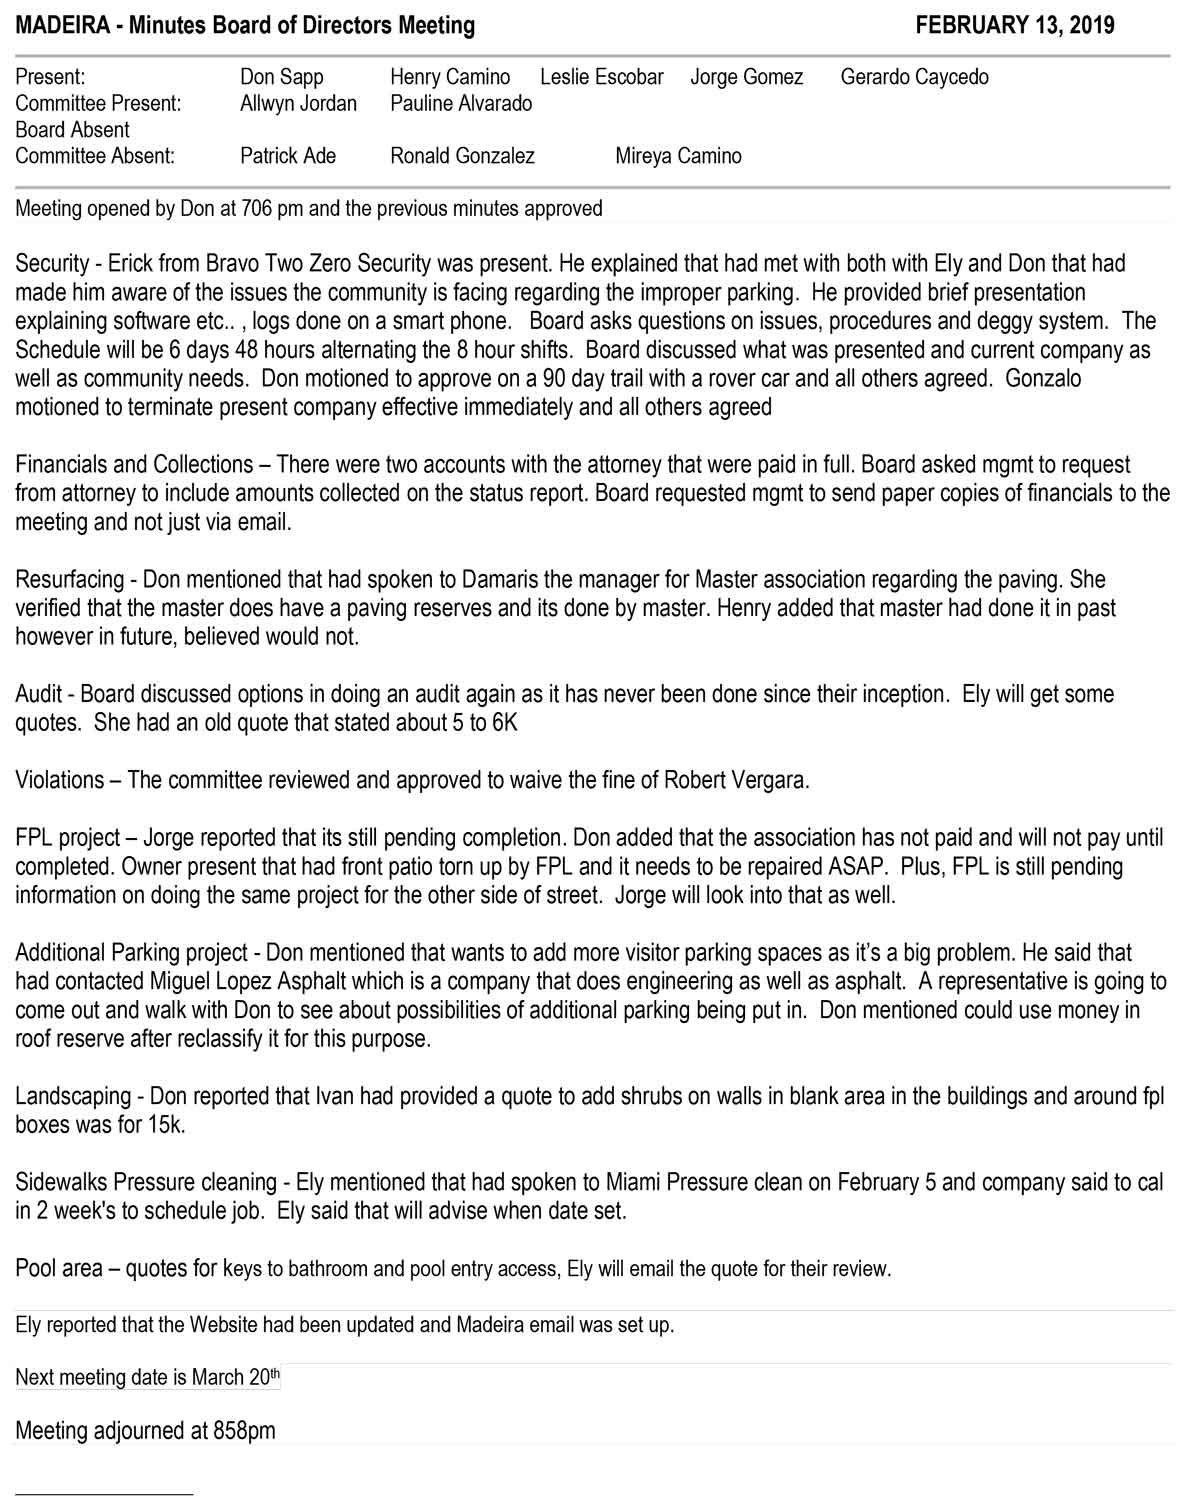 MADEIRA - Minutes Board of Directors Meeting FEBRUARY 13, 2019
Present: Don Sapp Henry Camino Leslie Escobar Jorge Gomez Gerardo Caycedo
Committee Present: Allwyn Jordan Pauline Alvarado
Board Absent
Committee Absent: Patrick Ade Ronald Gonzalez Mireya Camino
Meeting opened by Don at 706 pm and the previous minutes approved
Security - Erick from Bravo Two Zero Security was present. He explained that had met with both with Ely and Don that had
made him aware of the issues the community is facing regarding the improper parking. He provided brief presentation
explaining software etc.. , logs done on a smart phone. Board asks questions on issues, procedures and deggy system. The
Schedule will be 6 days 48 hours alternating the 8 hour shifts. Board discussed what was presented and current company as
well as community needs. Don motioned to approve on a 90 day trail with a rover car and all others agreed. Gonzalo
motioned to terminate present company effective immediately and all others agreed
Financials and Collections – There were two accounts with the attorney that were paid in full. Board asked mgmt to request
from attorney to include amounts collected on the status report. Board requested mgmt to send paper copies of financials to the
meeting and not just via email.
Resurfacing - Don mentioned that had spoken to Damaris the manager for Master association regarding the paving. She
verified that the master does have a paving reserves and its done by master. Henry added that master had done it in past
however in future, believed would not.
Audit - Board discussed options in doing an audit again as it has never been done since their inception. Ely will get some
quotes. She had an old quote that stated about 5 to 6K
Violations – The committee reviewed and approved to waive the fine of Robert Vergara.
FPL project – Jorge reported that its still pending completion. Don added that the association has not paid and will not pay until
completed. Owner present that had front patio torn up by FPL and it needs to be repaired ASAP. Plus, FPL is still pending
information on doing the same project for the other side of street. Jorge will look into that as well.
Additional Parking project - Don mentioned that wants to add more visitor parking spaces as it’s a big problem. He said that
had contacted Miguel Lopez Asphalt which is a company that does engineering as well as asphalt. A representative is going to
come out and walk with Don to see about possibilities of additional parking being put in. Don mentioned could use money in
roof reserve after reclassify it for this purpose.
Landscaping - Don reported that Ivan had provided a quote to add shrubs on walls in blank area in the buildings and around fpl
boxes was for 15k.
Sidewalks Pressure cleaning - Ely mentioned that had spoken to Miami Pressure clean on February 5 and company said to cal
in 2 week's to schedule job. Ely said that will advise when date set.
Pool area – quotes for keys to bathroom and pool entry access, Ely will email the quote for their review.
Ely reported that the Website had been updated and Madeira email was set up.
Next meeting date is March 20th
Meeting adjourned at 858pm